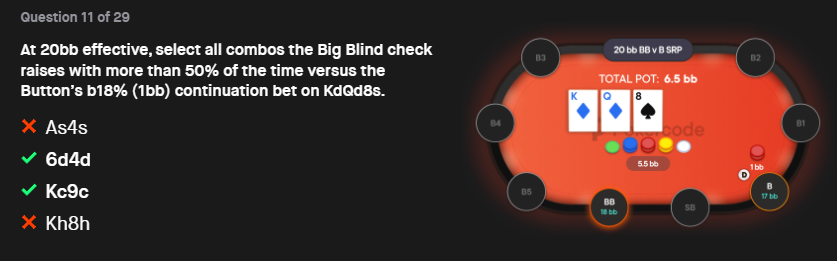 Question 11 of 29
At 20bb effective, select all combos the Big Blind check
raises with more than 50% of the time versus the
Button's b18% (1bb) continuation bet on KdQd8s.
As4s
6d4d
Kc9c
Kh8h
20 bb BB v B SRP
B3
B2
TOTAL POT: 6.5 bb
K
Q
8
B4
B1
5.5 bb
1 bb
D
B5
BB
18 bb
SB
B
17 bb